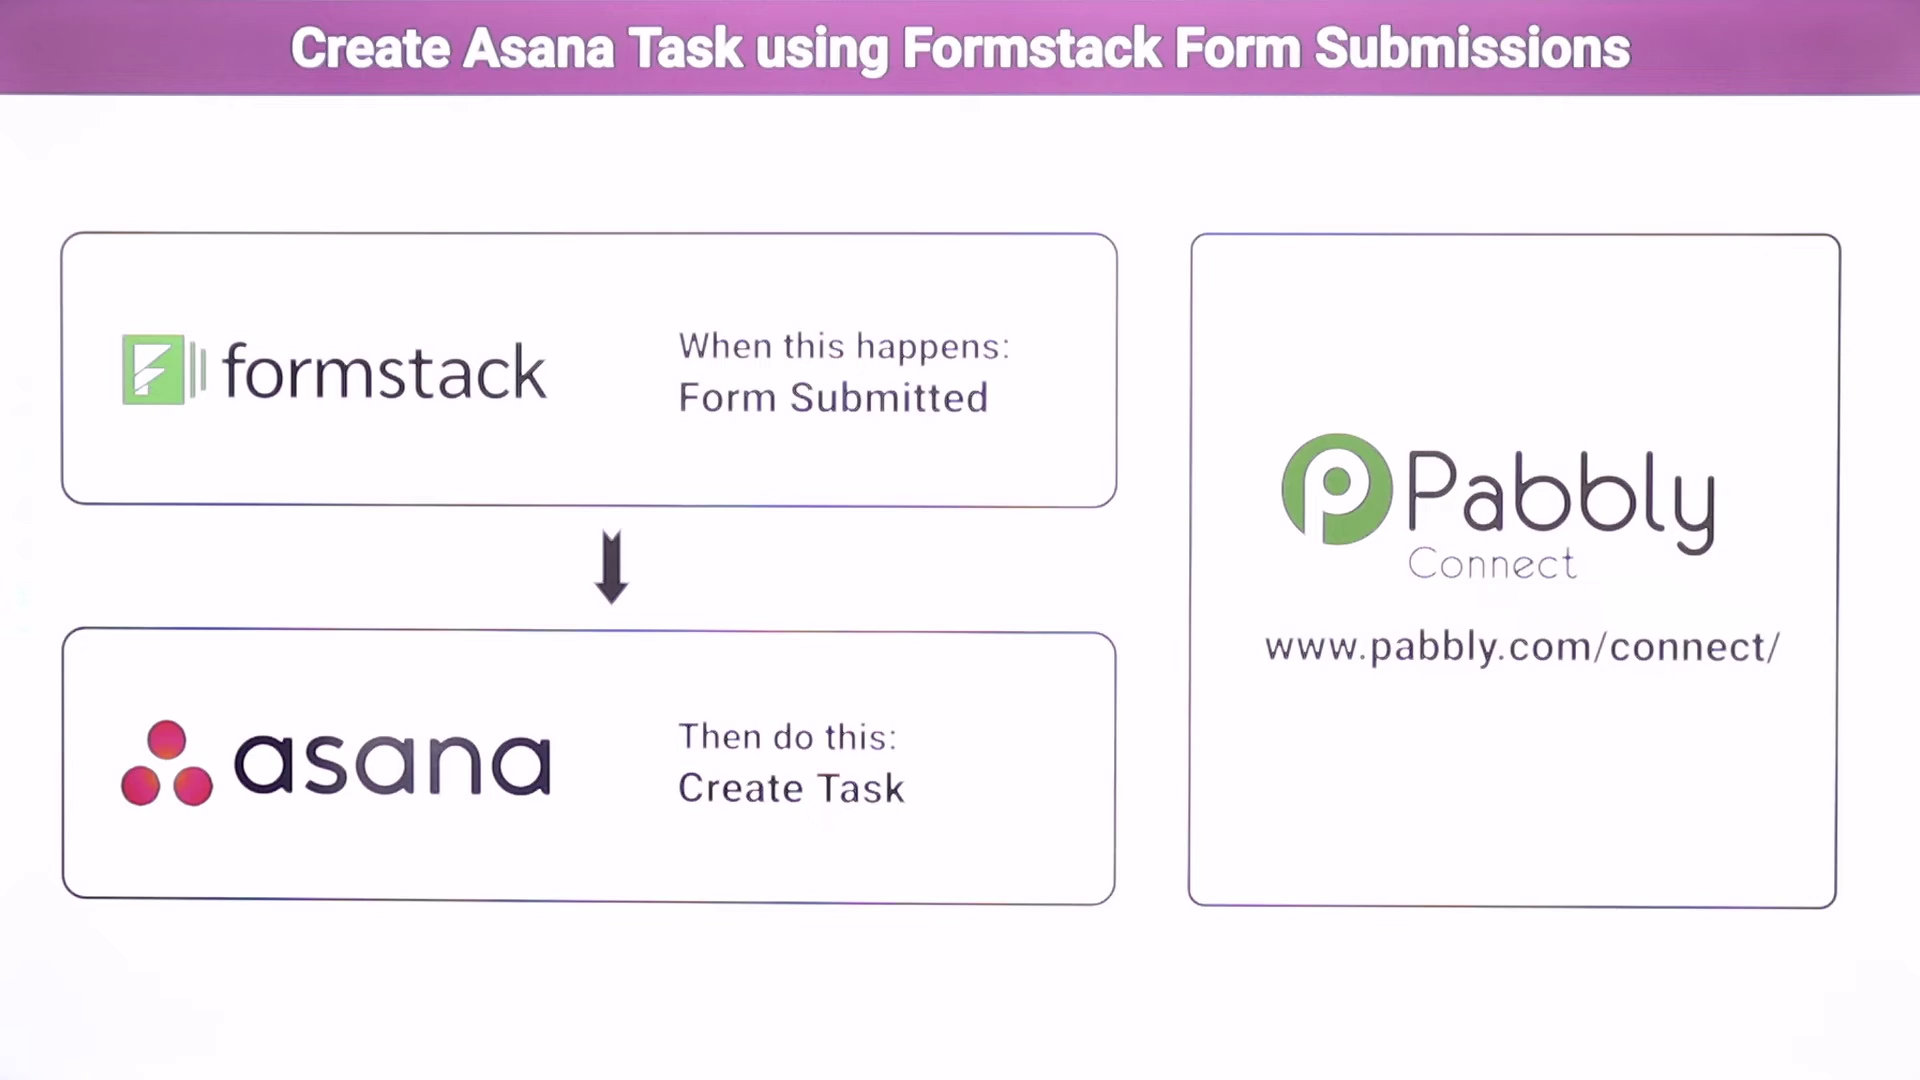 Create Asana Task using Formstack Form Submissions
formstack
When this happens:
Form Submitted
asana
Then do this:
Create Task
Pabbly
Connect
www.pabbly.com/connect/